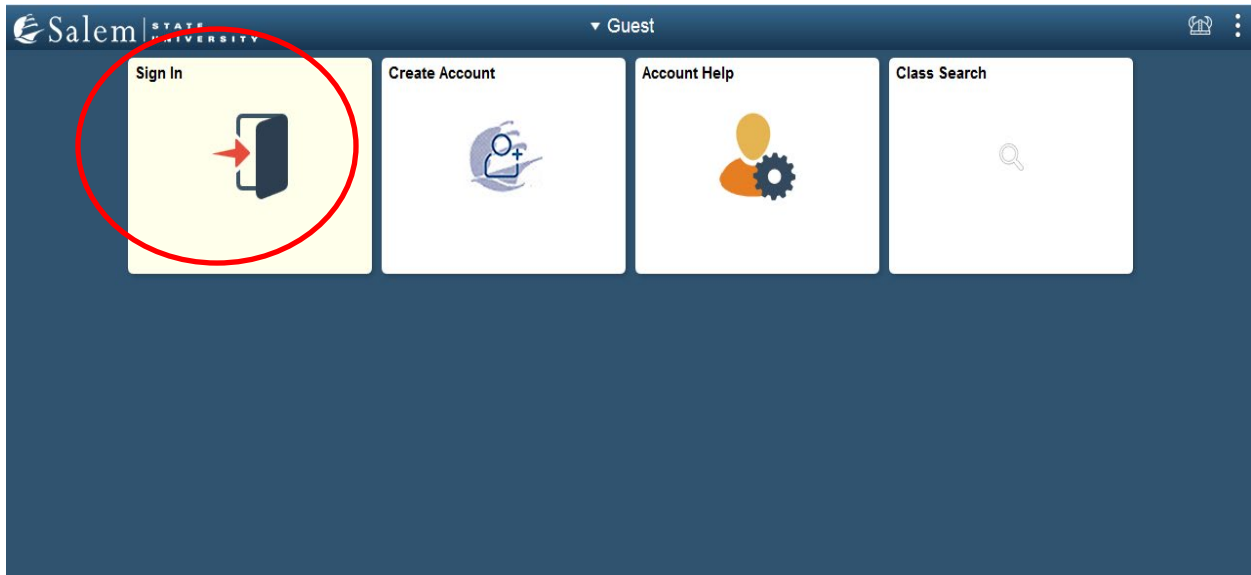 Salem STATE UNIVERSITY
Guest
Sign In
Create Account
Account Help
Class Search